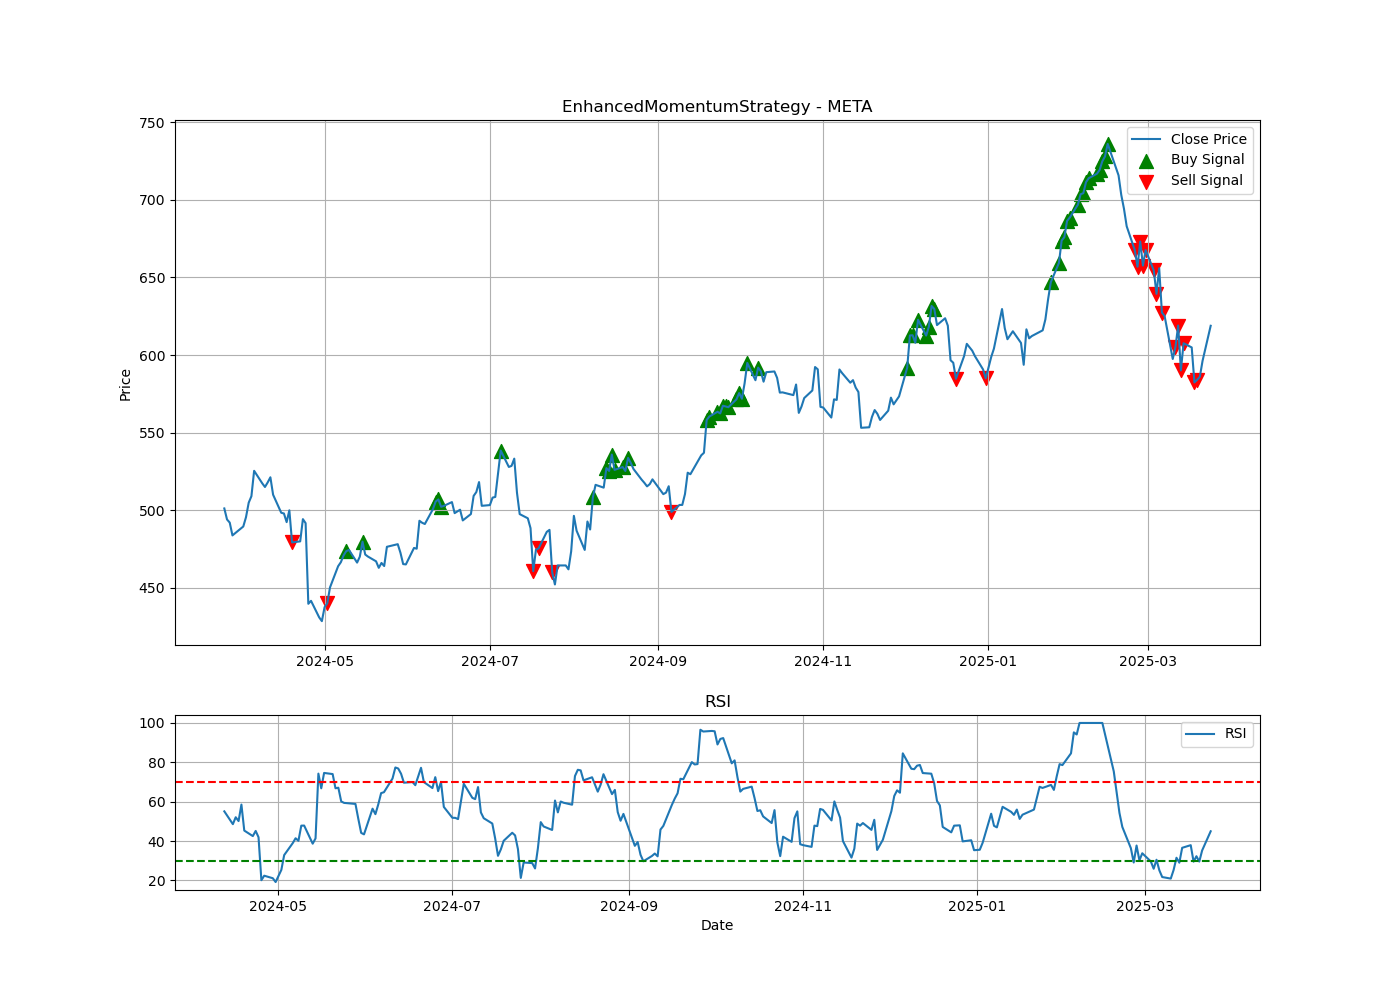 EnhancedMomentumStrategy - META
750
700
650
600
550
500
450
Price
Close Price
Buy Signal
Sell Signal
2024-05 2024-07 2024-09 2024-11 2025-01 2025-03
RSI
100
80
60
40
20
RSI
2024-05 2024-07 2024-09 2024-11 2025-01 2025-03
Date